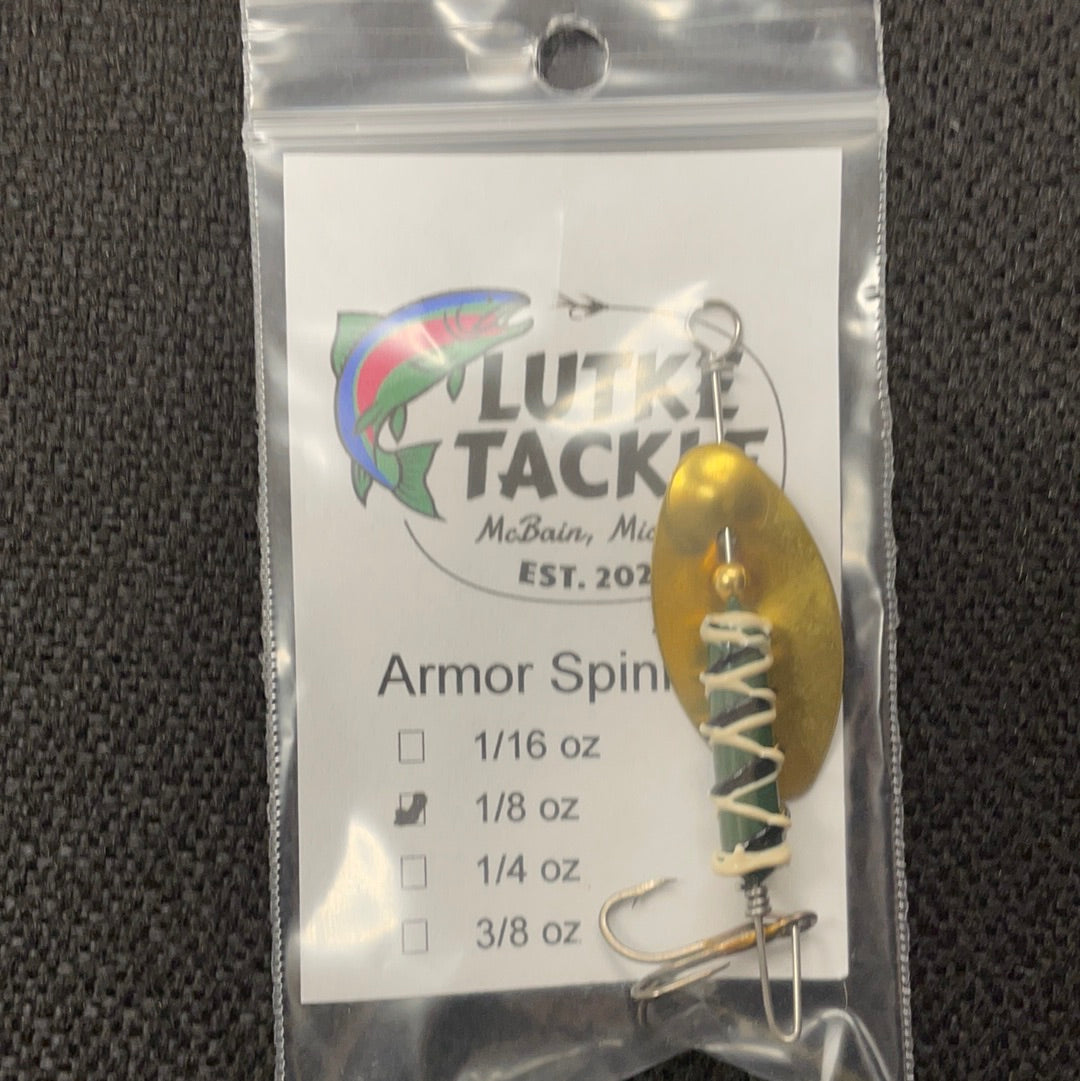 LUTKE
TACKLE
McBain, Mic
EST. 202
Armor Spin
1/16 oz
1/8 oz
1/4 oz
3/8 oz